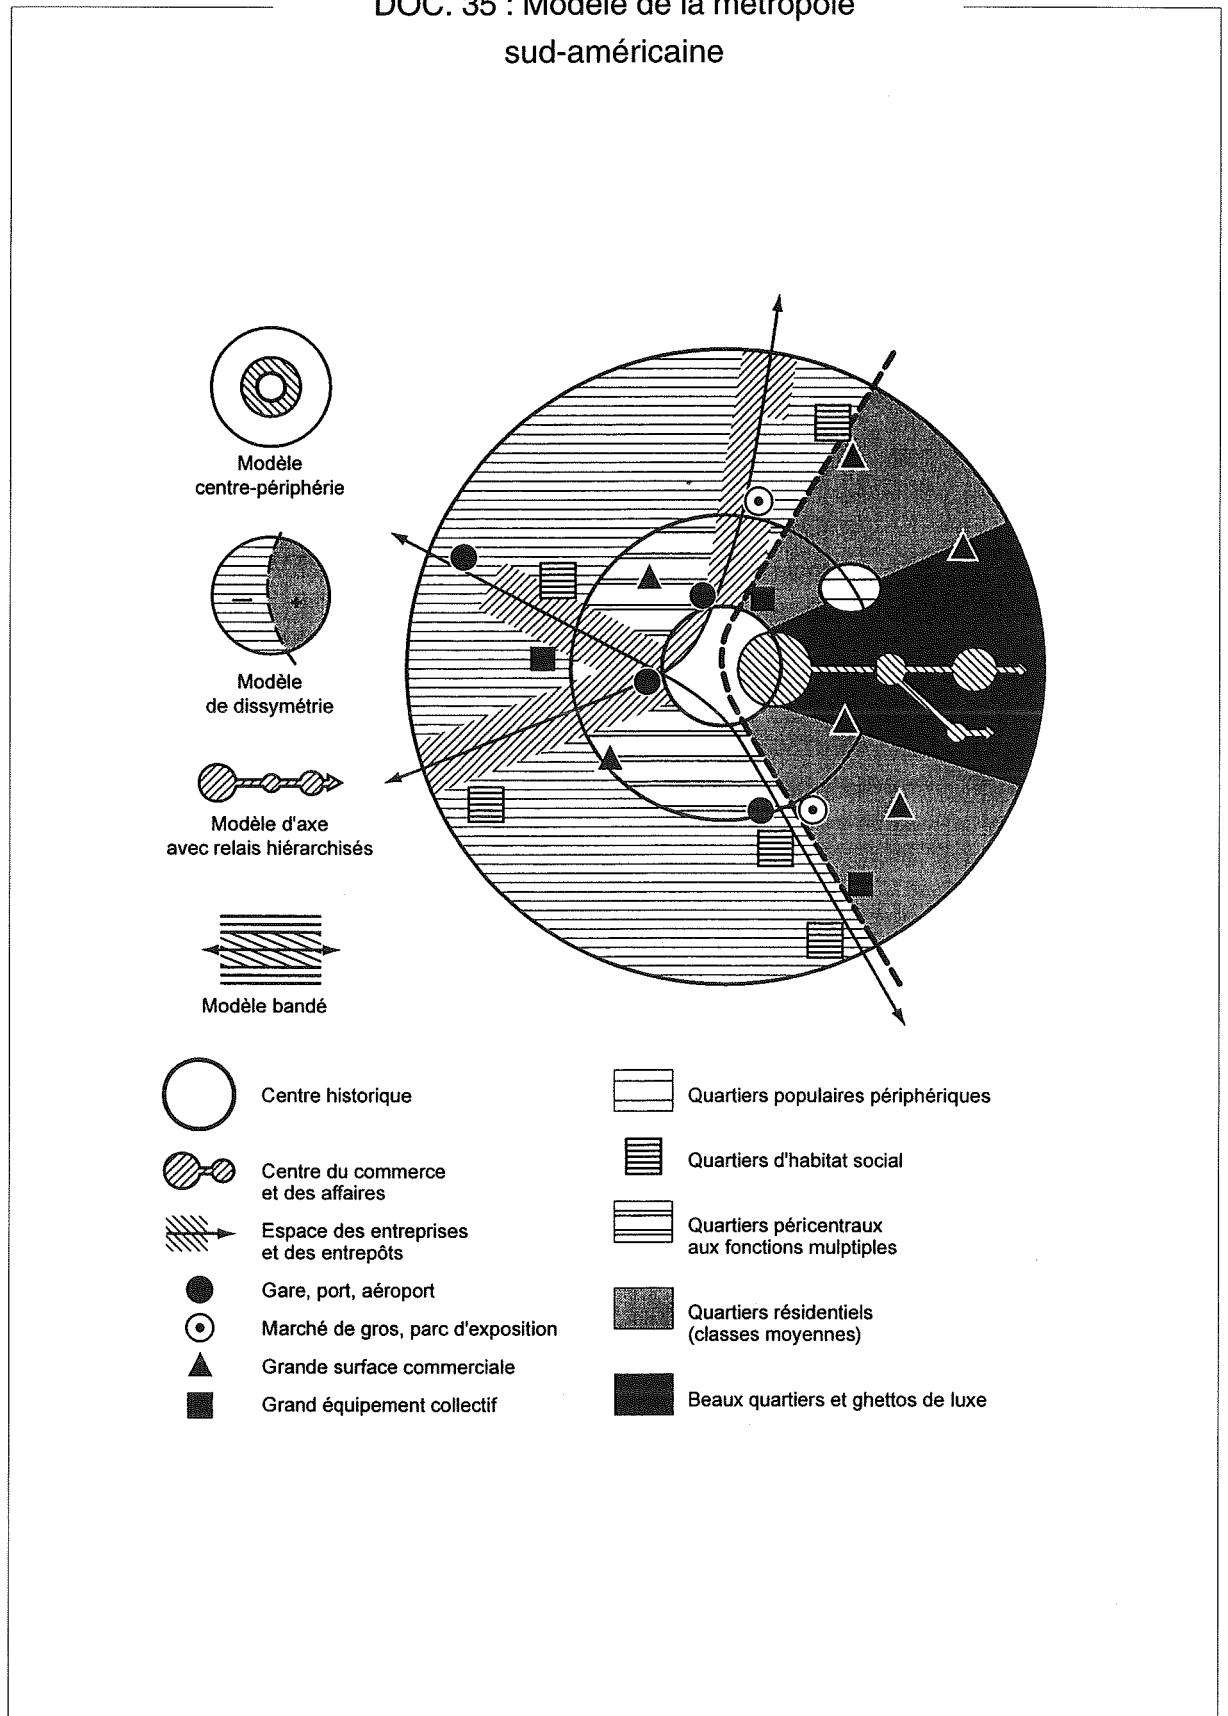 DOC. 35 : Modèle de la métropole
sud-américaine
Modèle
centre-périphérie
−
+
Modèle
de dissymétrie
Modèle d'axe
avec relais hiérarchisés
Modèle bandé
Centre historique
Centre du commerce
et des affaires
Espace des entreprises
et des entrepôts
Gare, port, aéroport
Marché de gros, parc d'exposition
Grande surface commerciale
Grand équipement collectif
Quartiers populaires périphériques
Quartiers d'habitat social
Quartiers péricentraux
aux fonctions mulptiples
Quartiers résidentiels
(classes moyennes)
Beaux quartiers et ghettos de luxe